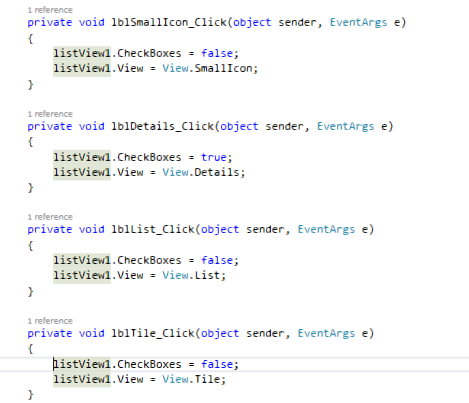 1 reference
private void lblSmallIcon_Click(object sender, EventArgs e)
{
listView1.CheckBoxes = false;
listView1.View = View.SmallIcon;
}
1 reference
private void lblDetails_Click(object sender, EventArgs e)
{
listView1.CheckBoxes = true;
listView1.View = View.Details;
}
1 reference
private void lblList_Click(object sender, EventArgs e)
{
listView1.CheckBoxes = false;
listView1.View = View.List;
}
1 reference
private void lblTile_Click(object sender, EventArgs e)
{
listView1.CheckBoxes = false;
listView1.View = View.Tile;
}